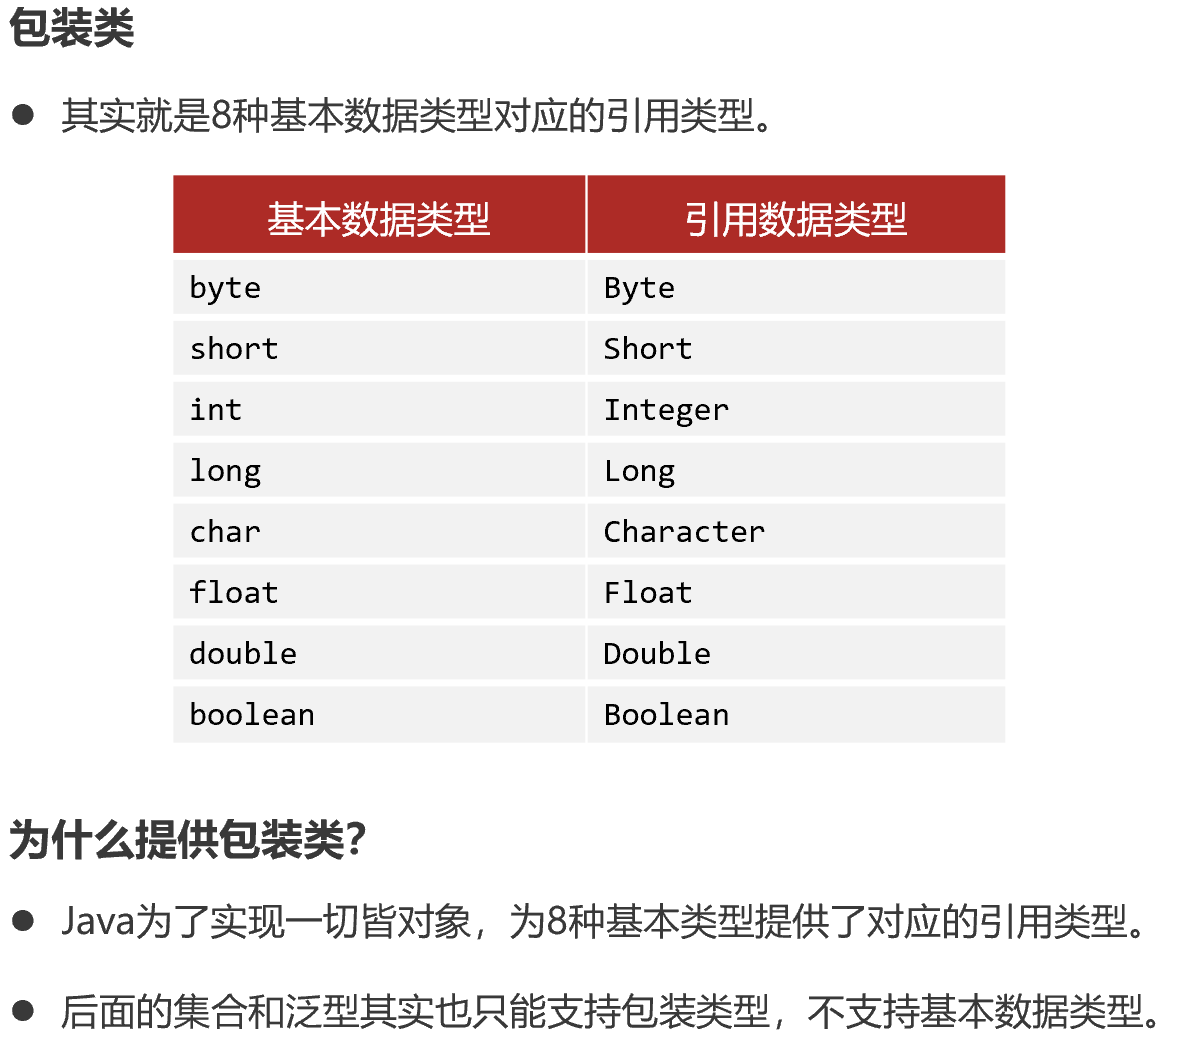 包装类
● 其实就是8种基本数据类型对应的引用类型。
基本数据类型 引用数据类型
byte Byte
short Short
int Integer
long Long
char Character
float Float
double Double
boolean Boolean
为什么提供包装类？
● Java为了实现一切皆对象，为8种基本类型提供了对应的引用类型。
● 后面的集合和泛型其实也只能支持包装类型，不支持基本数据类型。